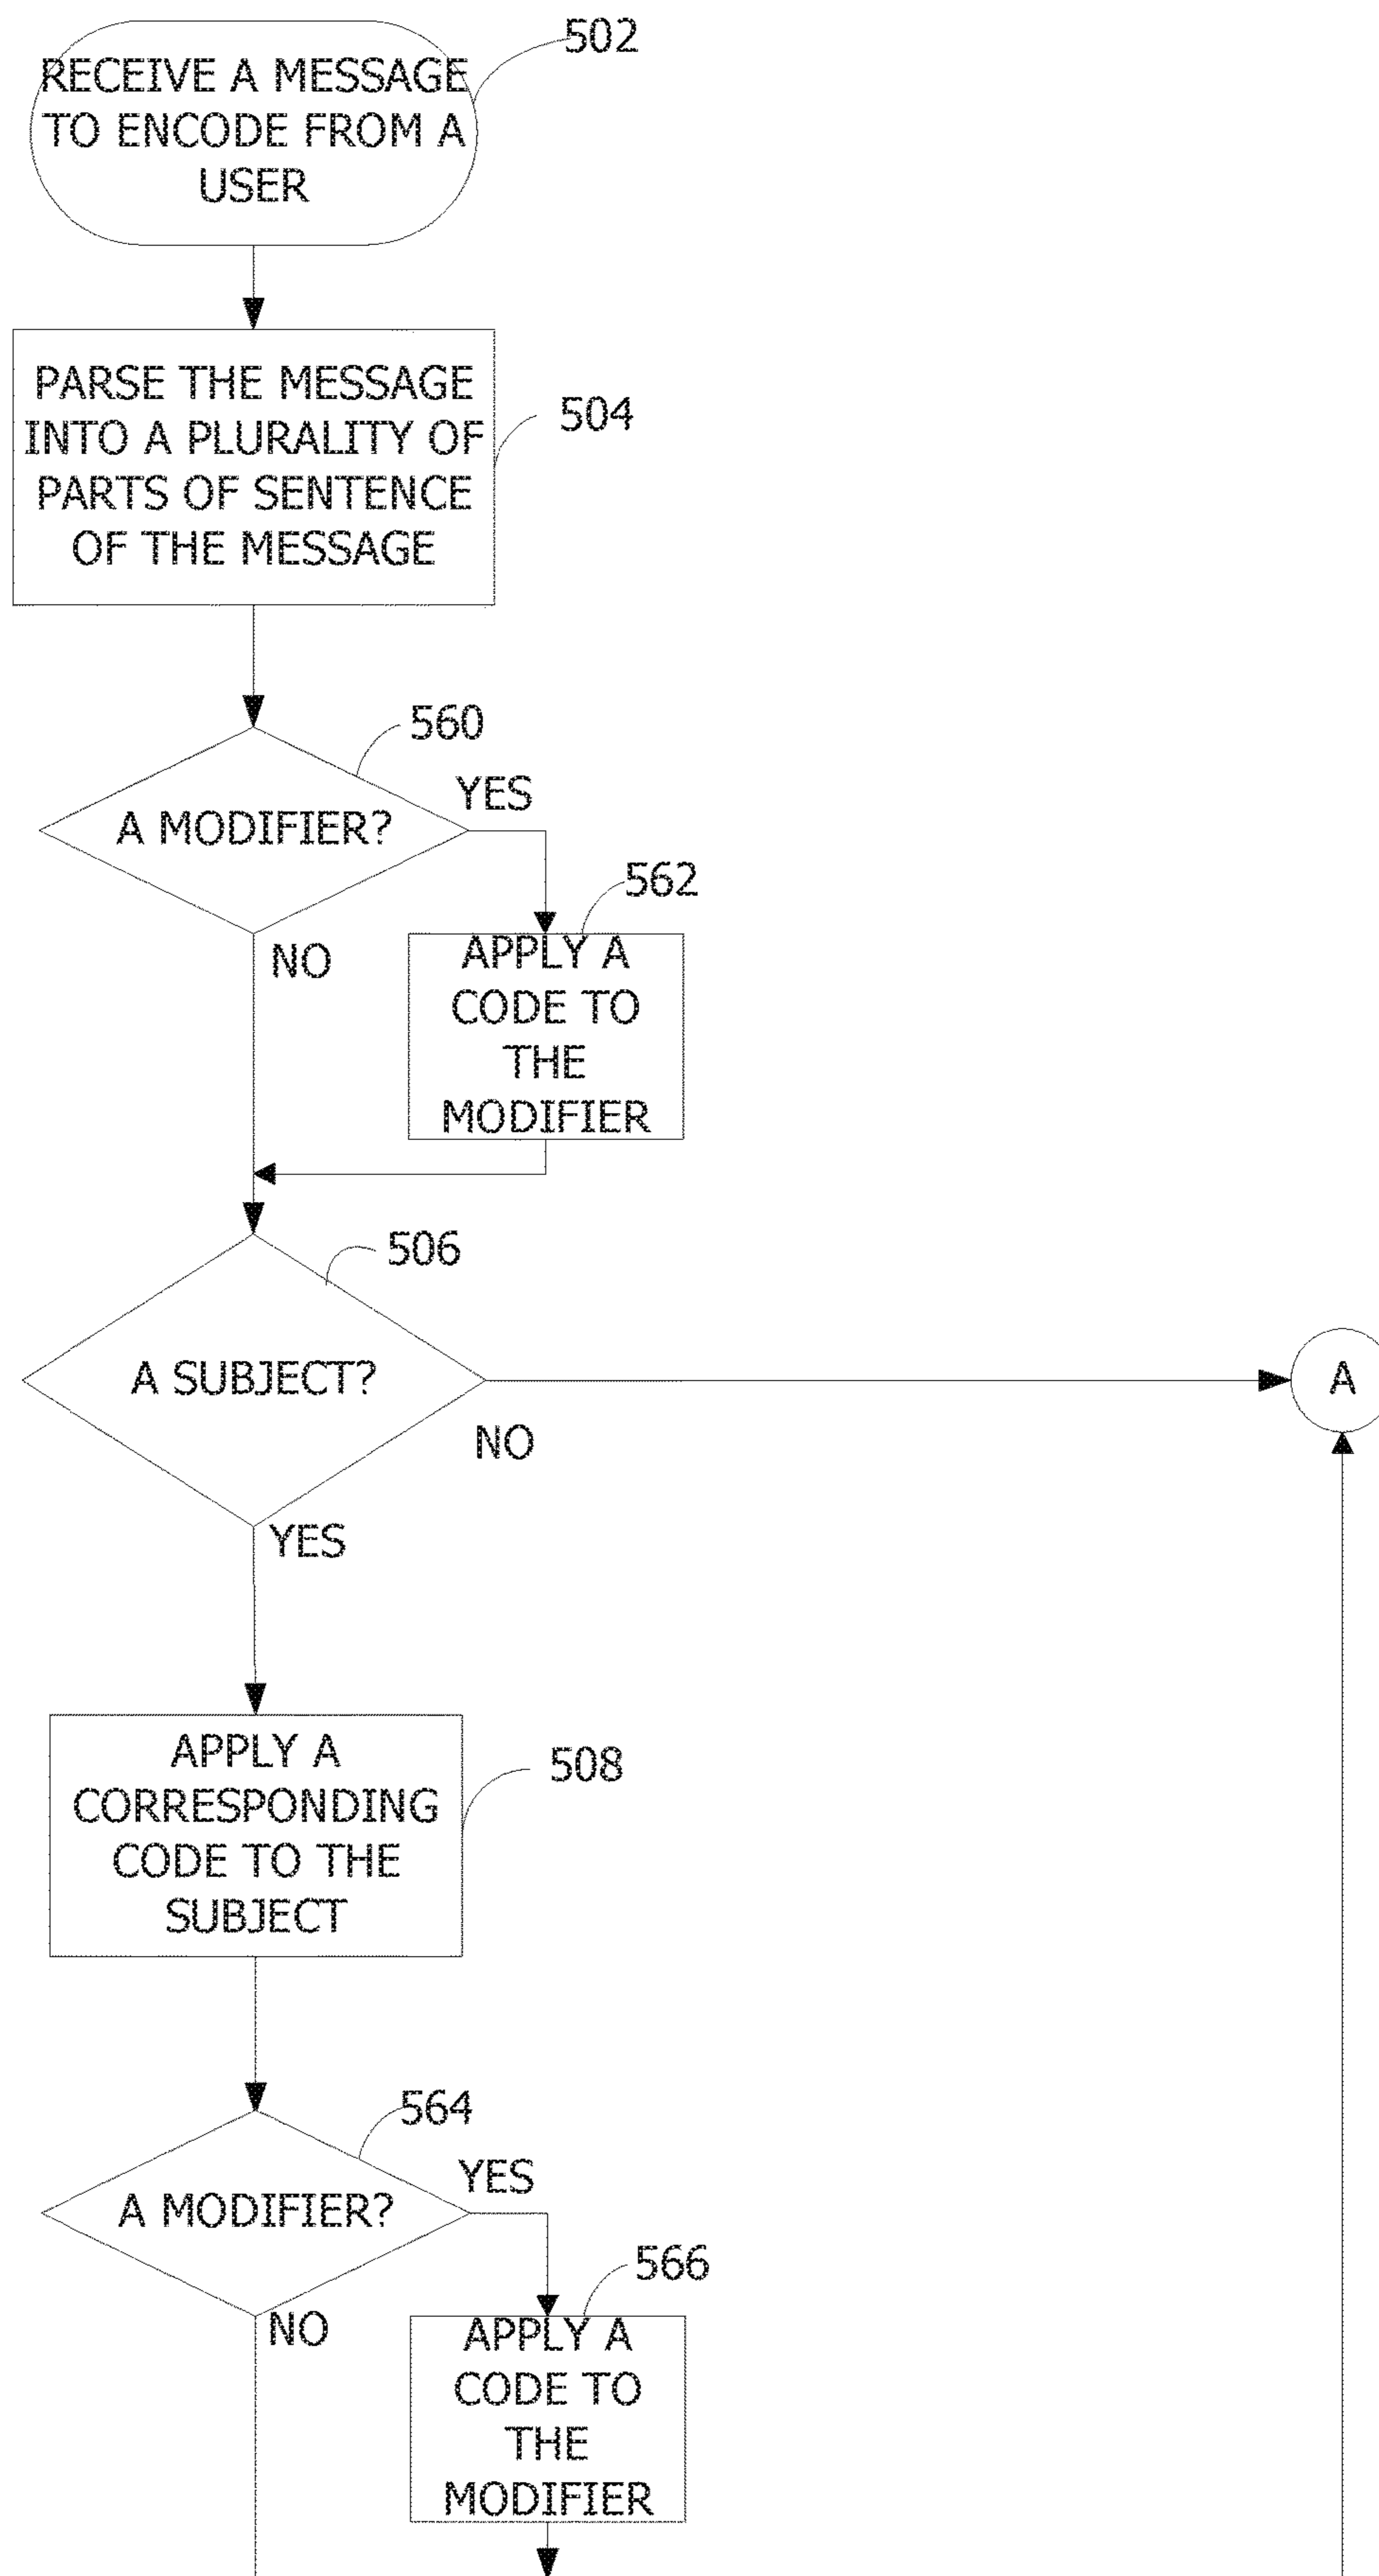 502
RECEIVE A MESSAGE
TO ENCODE FROM A
USER
PARSE THE MESSAGE
INTO A PLURALITY OF
PARTS OF SENTENCE
OF THE MESSAGE
504
560
YES
A MODIFIER?
562
NO
APPLY A
CODE TO
THE
MODIFIER
506
A SUBJECT?
A
NO
YES
APPLY A
CORRESPONDING
CODE TO THE
SUBJECT
508
564
YES
A MODIFIER?
566
NO
APPLY A
CODE TO
THE
MODIFIER